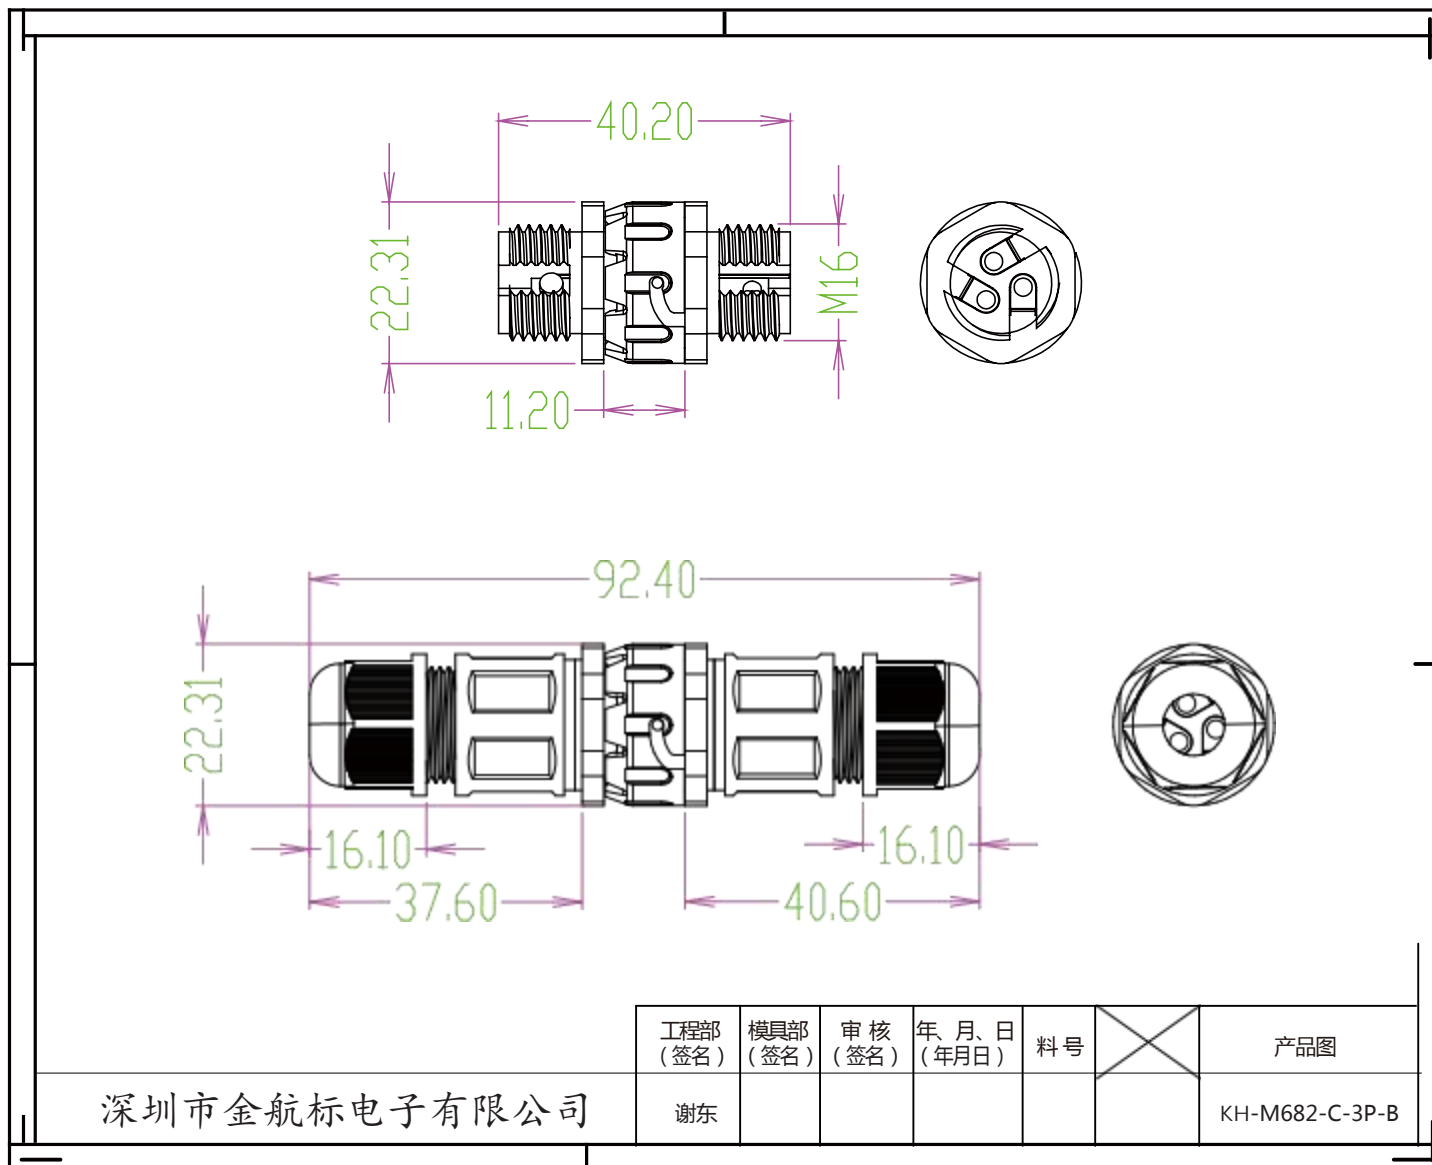 40.20
22.31
M16
11.20
92.40
22.31
16.10
16.10
37.60
40.60
工程部 模具部 审 核 年、月、日 料号 产品图
（签名） （签名） （签名） （年月日）
深圳市金航标电子有限公司 谢东 KH-M682-C-3P-B